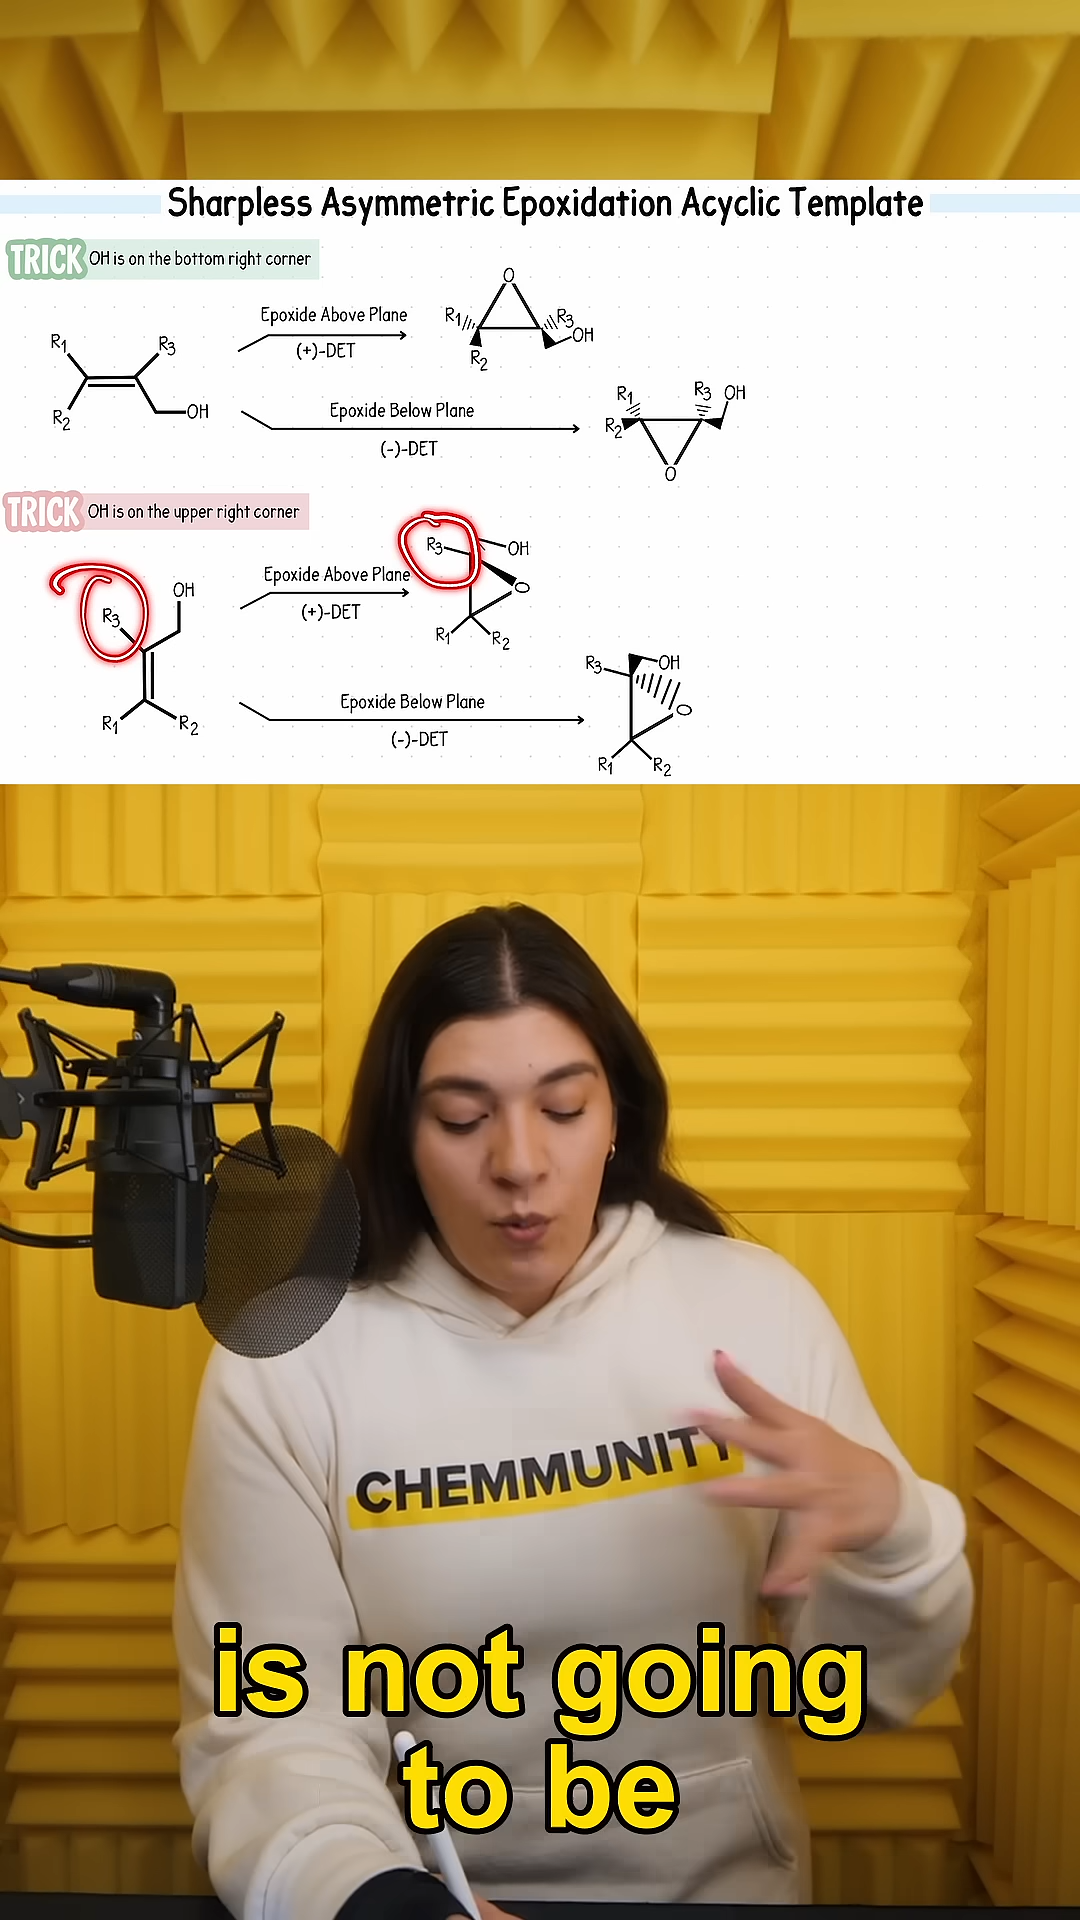 Sharpless Asymmetric Epoxidation Acyclic Template
TRICK OH is on the bottom right corner
R1
R3
R2
OH
Epoxide Above Plane
(+)-DET
O
R1
R3
OH
R2
Epoxide Below Plane
(-)-DET
R1
R3
OH
R2
O
TRICK OH is on the upper right corner
OH
R3
R1
R2
Epoxide Above Plane
(+)-DET
R3
OH
O
R1
R2
Epoxide Below Plane
(-)-DET
R3
OH
O
R1
R2
CHEMMUNITY
is not going
to be